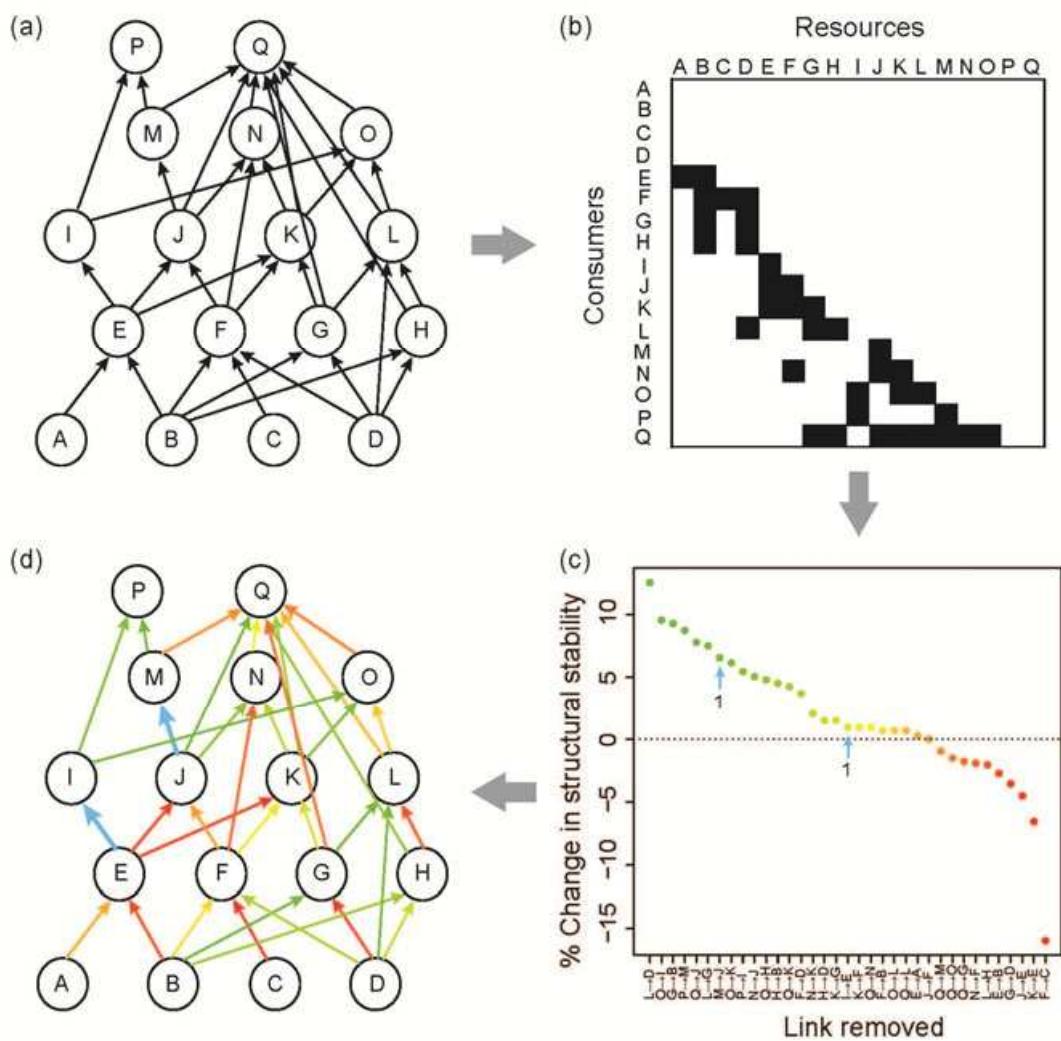 (a)
P Q
M N O
I J K L
E F G H
A B C D
(b)
Resources
A B C D E F G H I J K L M N O P Q
Consumers
A
B
C
D
E
F
G
H
I
J
K
L
M
N
O
P
Q
(d)
P Q
M N O
I J K L
E F G H
A B C D
(c)
% Change in structural stability
10
5
0
−5
−10
−15
1
1
L→D
O→I
G→B
P→M
Q→J
L→G
M→J
O→K
P→I
N→J
Q→H
H→B
Q→K
F→D
N→K
H→D
K→G
I→E
K→F
Q→N
F→B
O→L
Q→L
E→A
J→F
Q→M
Q→O
Q→G
N→F
L→H
E→B
G→D
J→E
K→E
F→C
Link removed